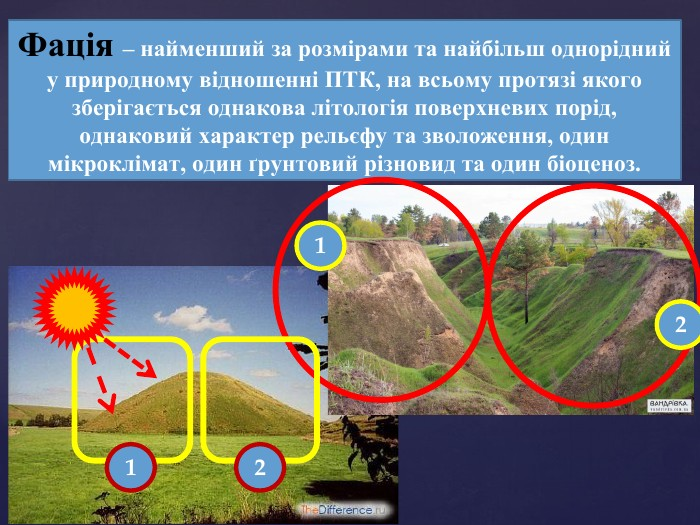 Фація – найменший за розмірами та найбільш однорідний
у природному відношенні ПТК, на всьому протязі якого
зберігається однакова літологія поверхневих порід,
однаковий характер рельєфу та зволоження, один
мікроклімат, один ґрунтовий різновид та один біоценоз.
1
2
ВАНДРІВКА
1
2
TheDifference.ru